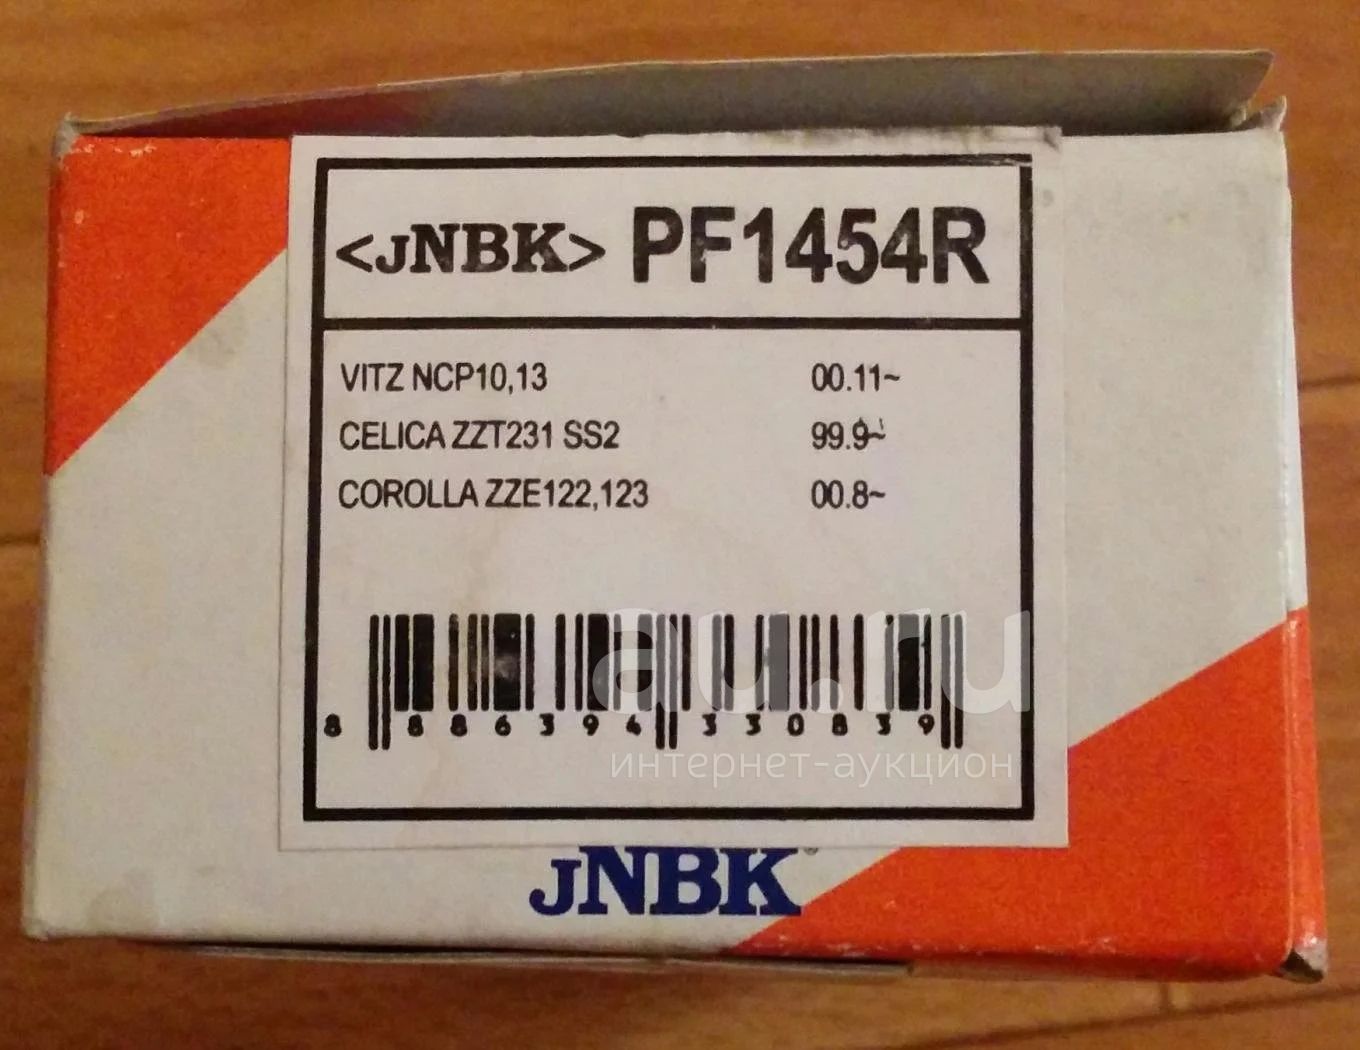 <JNBK> PF1454R
VITZ NCP10,13 00.11~
CELICA ZZT231 SS2 99.9~
COROLLA ZZE122,123 00.8~
au.ru
8 886394 330839
интернет-аукцион
JNBK